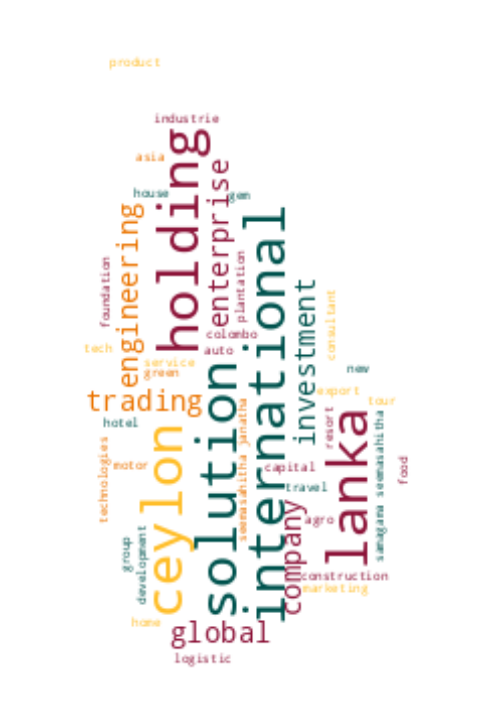 product
industrie
asia
holding
enterprise
house
gem
engineering
international
foundation
plantation
investment
consultant
colombo
tech
auto
service
green
new
solution
export
trading
tour
hotel
seemasahitha janatha
resort
lanka
samagama seemasahitha
ceylon
technologies
motor
capital
food
travel
company
agro
group
development
construction
marketing
home
global
logistic